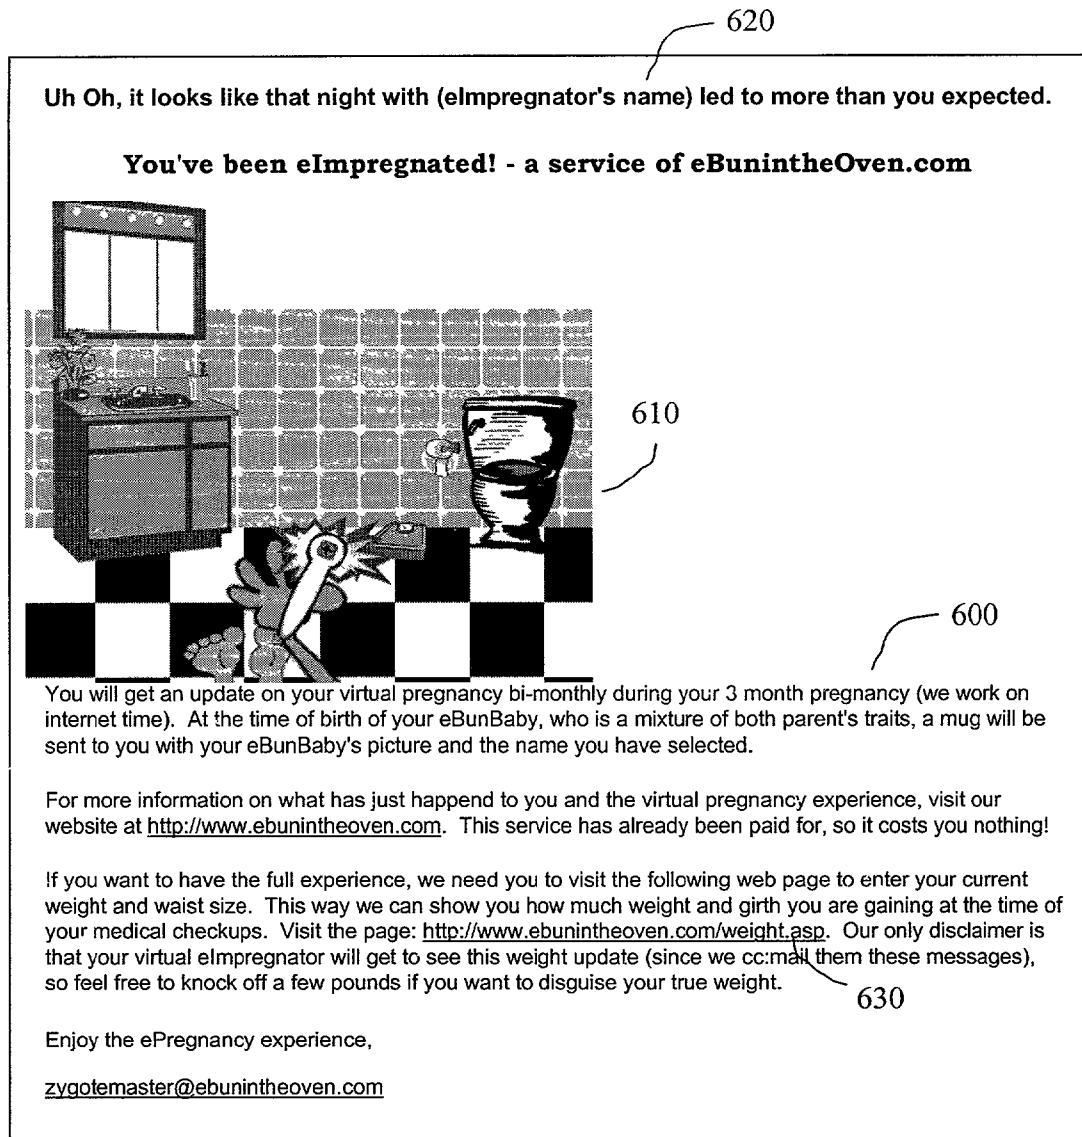 620
Uh Oh, it looks like that night with (eImpregnator's name) led to more than you expected.
You've been eImpregnated! - a service of eBunintheOven.com
610
600
You will get an update on your virtual pregnancy bi-monthly during your 3 month pregnancy (we work on
internet time). At the time of birth of your eBunBaby, who is a mixture of both parent's traits, a mug will be
sent to you with your eBunBaby's picture and the name you have selected.
For more information on what has just happend to you and the virtual pregnancy experience, visit our
website at http://www.ebunintheoven.com. This service has already been paid for, so it costs you nothing!
If you want to have the full experience, we need you to visit the following web page to enter your current
weight and waist size. This way we can show you how much weight and girth you are gaining at the time of
your medical checkups. Visit the page: http://www.ebunintheoven.com/weight.asp. Our only disclaimer is
that your virtual eImpregnator will get to see this weight update (since we cc:mail them these messages),
so feel free to knock off a few pounds if you want to disguise your true weight.
630
Enjoy the ePregnancy experience,
zygotemaster@ebunintheoven.com